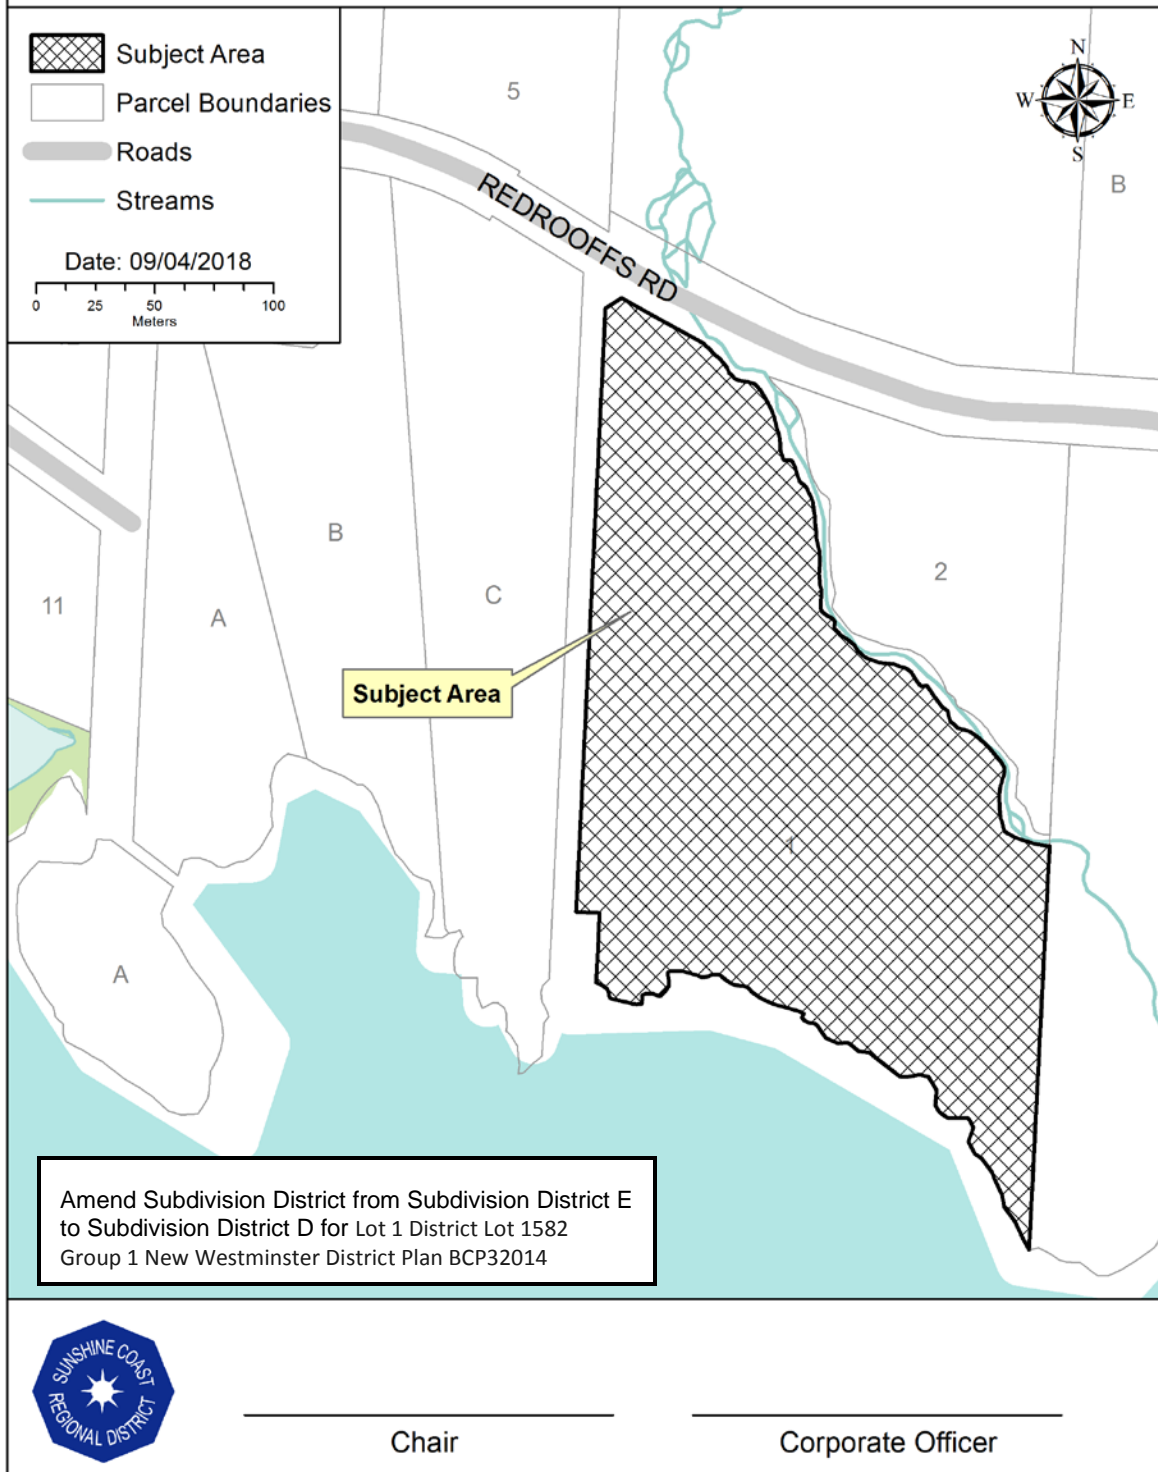 Subject Area
Parcel Boundaries
Roads
Streams
Date: 09/04/2018
0 25 50 100
Meters
N
W E
S
5
B
REDROOFFS RD
B
2
11
A
C
Subject Area
1
A
Amend Subdivision District from Subdivision District E
to Subdivision District D for Lot 1 District Lot 1582
Group 1 New Westminster District Plan BCP32014
SUNSHINE COAST
REGIONAL DISTRICT
Chair
Corporate Officer